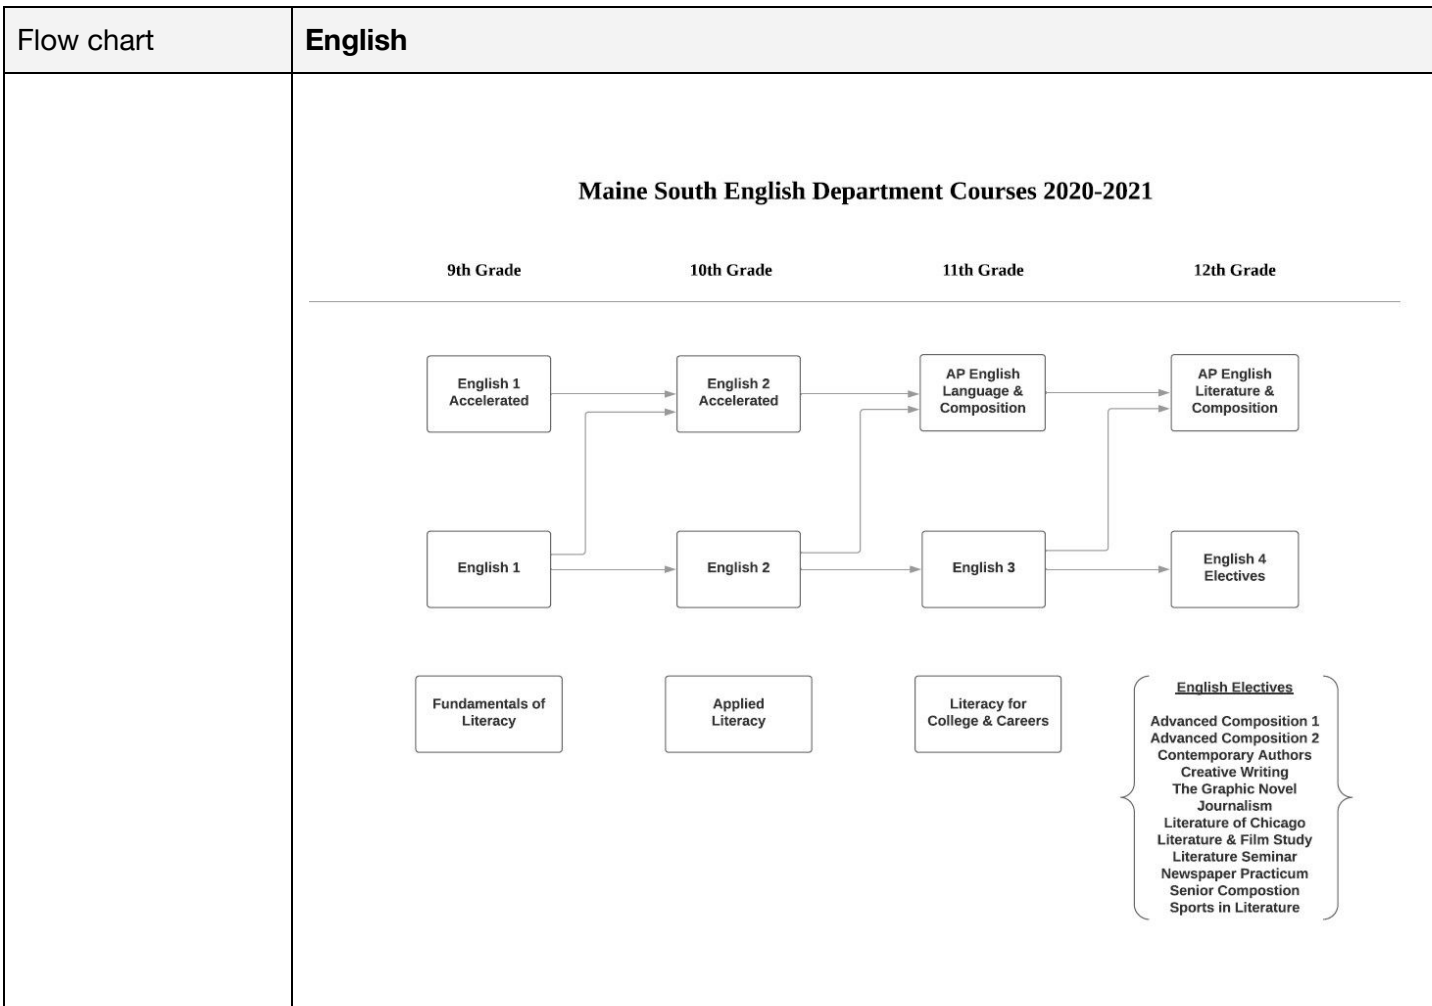 Flow chart
English
Maine South English Department Courses 2020-2021
9th Grade
10th Grade
11th Grade
12th Grade
English 1
Accelerated
English 2
Accelerated
AP English
Language &
Composition
AP English
Literature &
Composition
English 1
English 2
English 3
English 4
Electives
Fundamentals of
Literacy
Applied
Literacy
Literacy for
College & Careers
English Electives
Advanced Composition 1
Advanced Composition 2
Contemporary Authors
Creative Writing
The Graphic Novel
Journalism
Literature of Chicago
Literature & Film Study
Literature Seminar
Newspaper Practicum
Senior Compostion
Sports in Literature